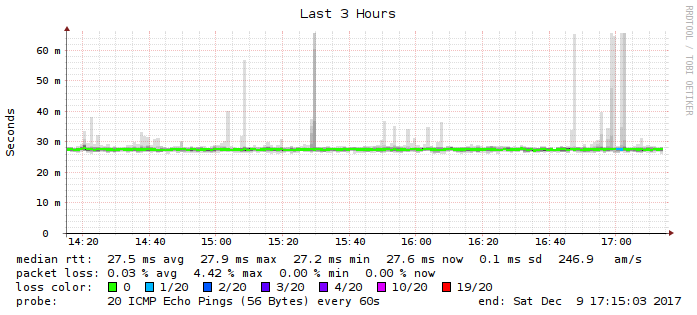 Last 3 Hours
RRDTOOL / TOBI OETIKER
Seconds
60 m
50 m
40 m
30 m
20 m
10 m
0
14:20 14:40 15:00 15:20 15:40 16:00 16:20 16:40 17:00
median rtt: 27.5 ms avg 27.9 ms max 27.2 ms min 27.6 ms now 0.1 ms sd 246.9 am/s
packet loss: 0.03 % avg 4.42 % max 0.00 % min 0.00 % now
loss color: 0 1/20 2/20 3/20 4/20 10/20 19/20
probe: 20 ICMP Echo Pings (56 Bytes) every 60s end: Sat Dec 9 17:15:03 2017